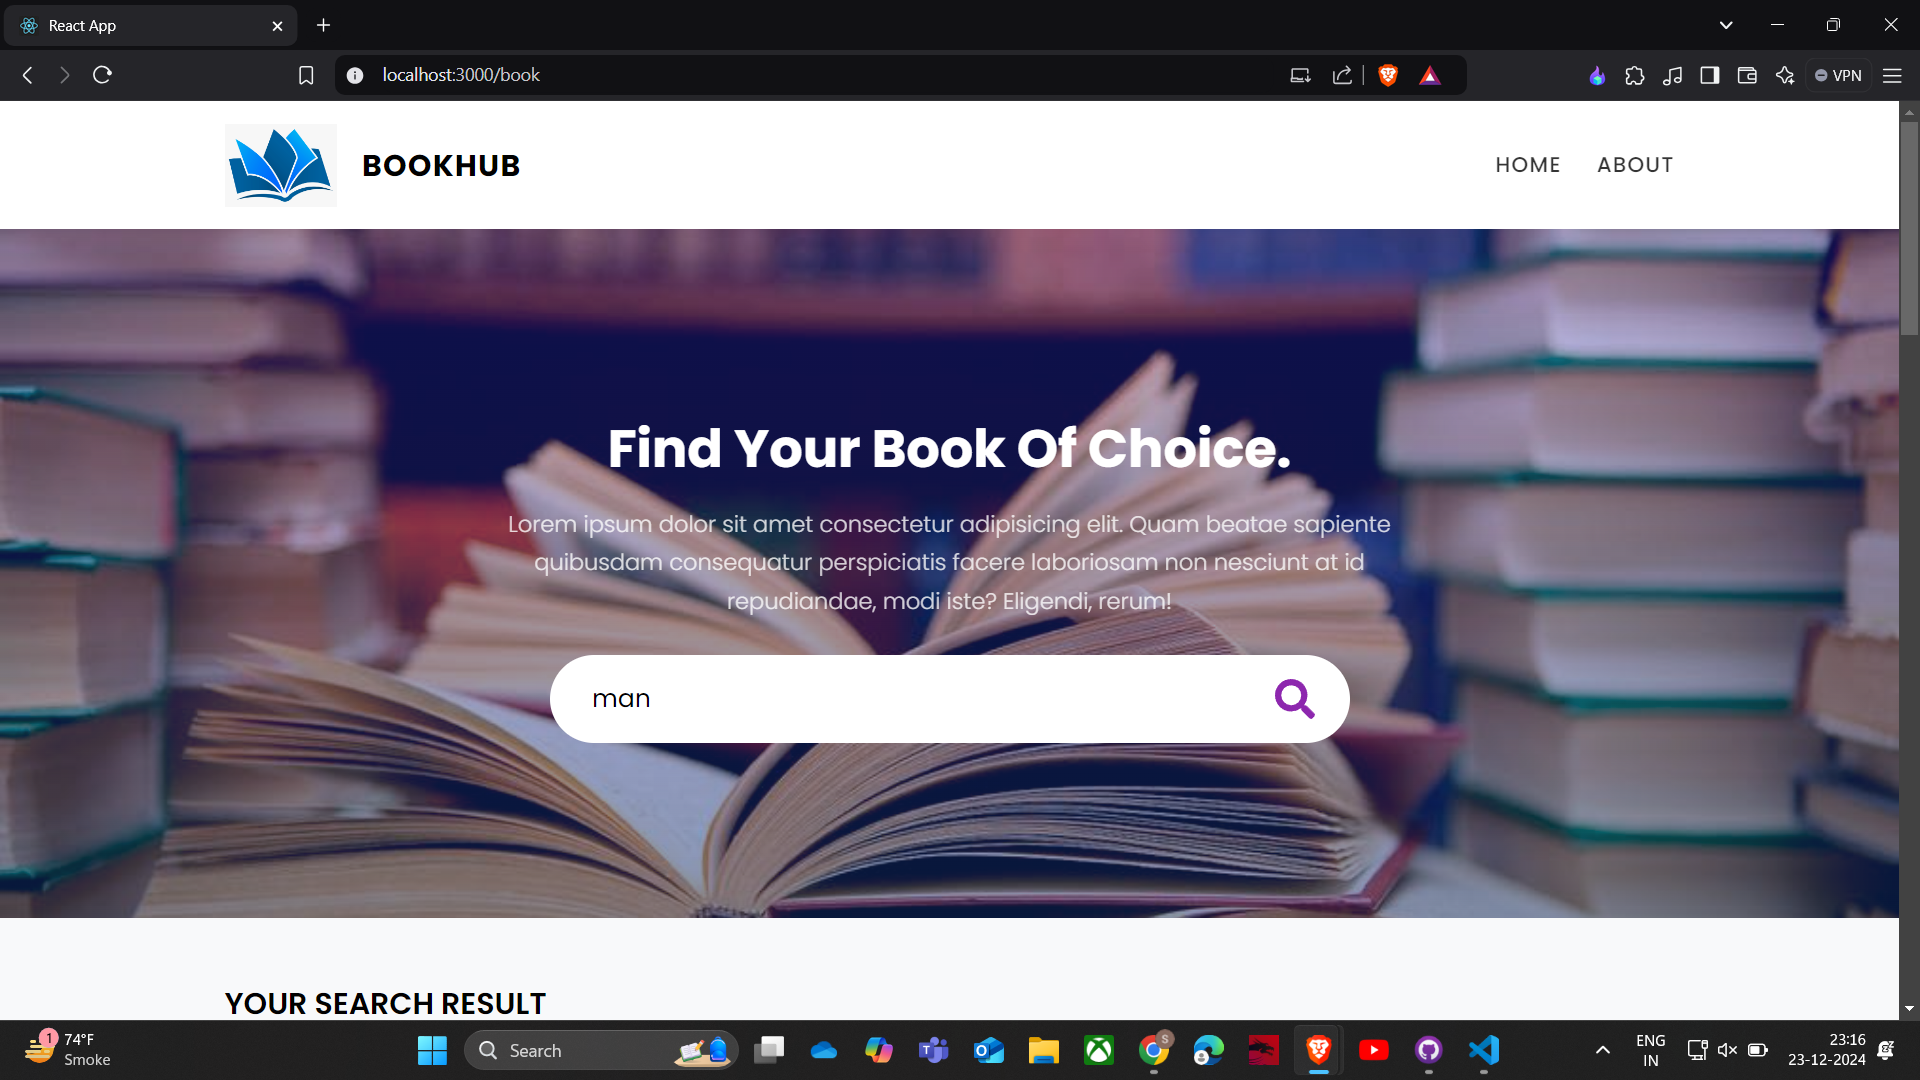 React App
localhost:3000/book
VPN
BOOKHUB
HOME
ABOUT
Find Your Book Of Choice.
Lorem ipsum dolor sit amet consectetur adipisicing elit. Quam beatae sapiente
quibusdam consequatur perspiciatis facere laboriosam non nesciunt at id
repudiandae, modi iste? Eligendi, rerum!
man
YOUR SEARCH RESULT
1
74°F
Smoke
Search
S
ENG
IN
23:16
23-12-2024